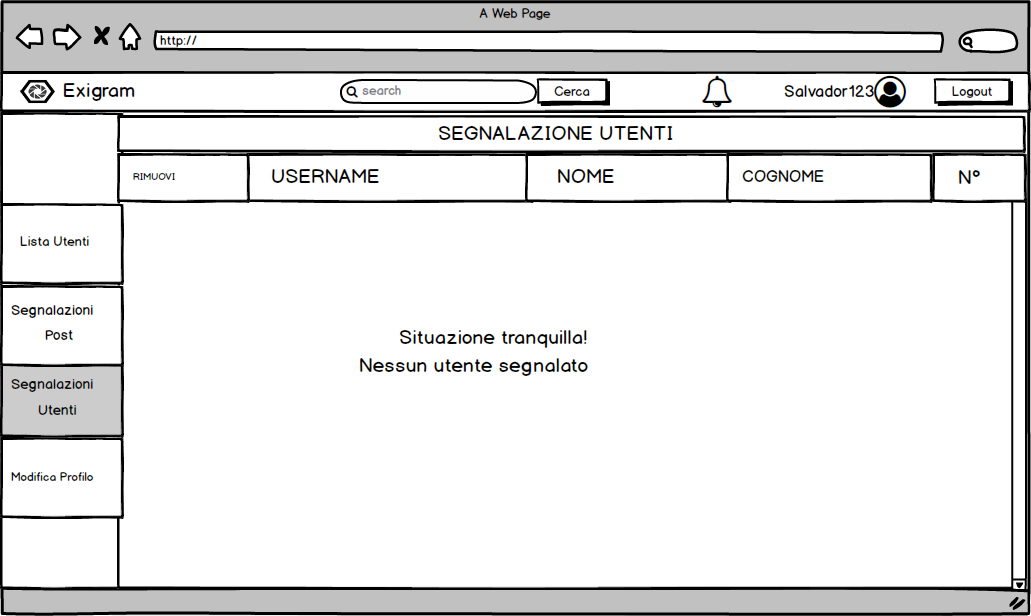 A Web Page
http://
Exigram
search
Cerca
Salvador123
Logout
SEGNALAZIONE UTENTI
RIMUOVI
USERNAME
NOME
COGNOME
N°
Lista Utenti
Segnalazioni
Post
Segnalazioni
Utenti
Modifica Profilo
Situazione tranquilla!
Nessun utente segnalato